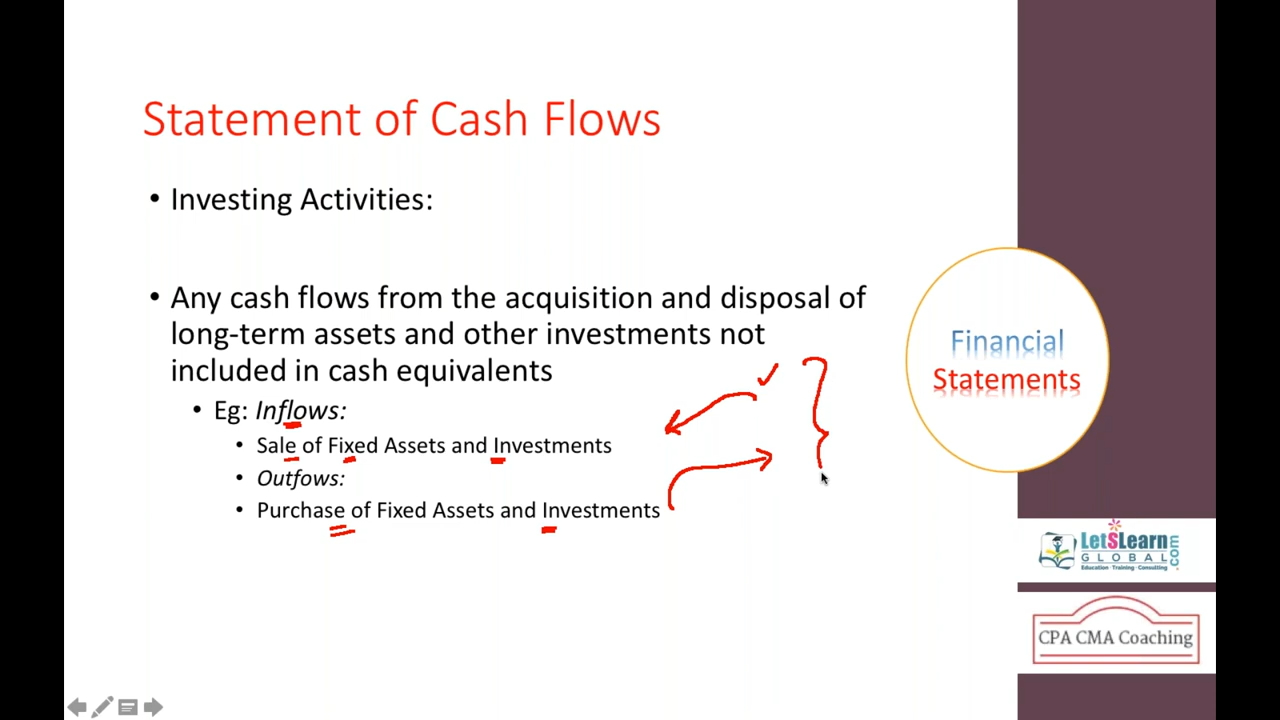 Statement of Cash Flows
• Investing Activities:
• Any cash flows from the acquisition and disposal of
long-term assets and other investments not
included in cash equivalents
• Eg: Inflows:
• Sale of Fixed Assets and Investments
• Outfows:
• Purchase of Fixed Assets and Investments
Financial
Statements
LetSLearn
GLOBAL.com
Education - Training - Consulting
CPA CMA Coaching